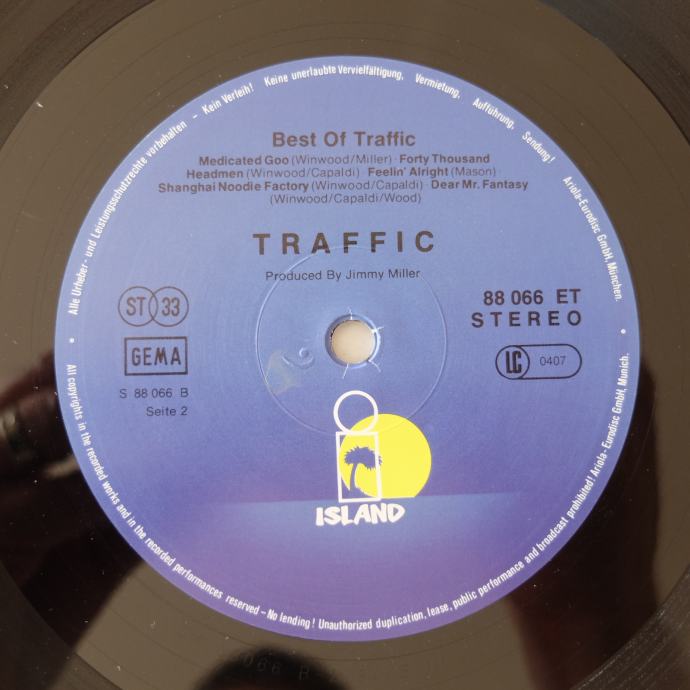 Alle Urheber- und Leistungsschutzrechte vorbehalten – Kein Verleih! Keine unerlaubte Vervielfältigung, Vermietung, Aufführung, Sendung! Ariola-Eurodisc GmbH, München.
Best Of Traffic
Medicated Goo (Winwood/Miller) · Forty Thousand
Headmen (Winwood/Capaldi) · Feelin' Alright (Mason) ·
Shanghai Noodie Factory (Winwood/Capaldi) · Dear Mr. Fantasy
(Winwood/Capaldi/Wood)
TRAFFIC
Produced By Jimmy Miller
ST 33
GEMA
S 88 066 B
Seite 2
88 066 ET
STEREO
LC 0407
i
ISLAND
All copyrights in the recorded works and in the recorded performances reserved – No lending! Unauthorized duplication, lease, public performance and broadcast prohibited! Ariola-Eurodisc GmbH, Munich.